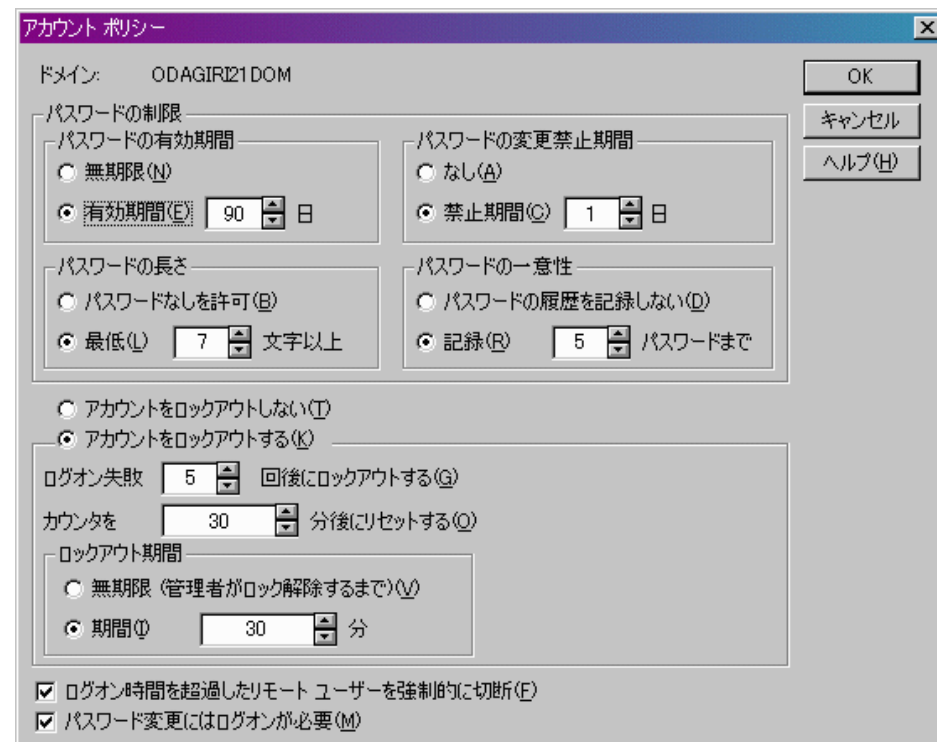 アカウント ポリシー
ドメイン: ODAGIRI21DOM
OK
キャンセル
ヘルプ(H)
パスワードの制限
パスワードの有効期間
無期限(N)
有効期間(E) 90 日
パスワードの変更禁止期間
なし(A)
禁止期間(C) 1 日
パスワードの長さ
パスワードなしを許可(B)
最低(L) 7 文字以上
パスワードの一意性
パスワードの履歴を記録しない(D)
記録(R) 5 パスワードまで
アカウントをロックアウトしない(T)
アカウントをロックアウトする(K)
ログオン失敗 5 回後にロックアウトする(G)
カウンタを 30 分後にリセットする(O)
ロックアウト期間
無期限 (管理者がロック解除するまで)(V)
期間(I) 30 分
ログオン時間を超過したリモート ユーザーを強制的に切断(F)
パスワード変更にはログオンが必要(M)